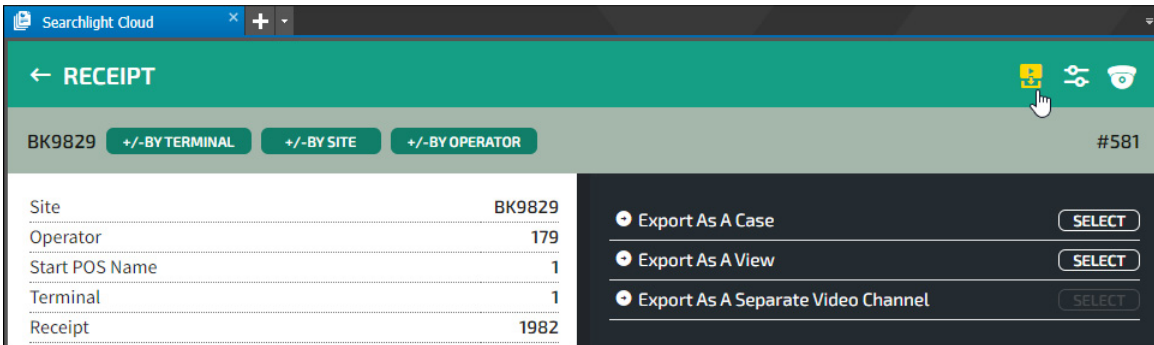 Searchlight Cloud
← RECEIPT
BK9829 +/-BY TERMINAL +/-BY SITE +/-BY OPERATOR #581
Site BK9829
Operator 179
Start POS Name 1
Terminal 1
Receipt 1982
Export As A Case SELECT
Export As A View SELECT
Export As A Separate Video Channel SELECT